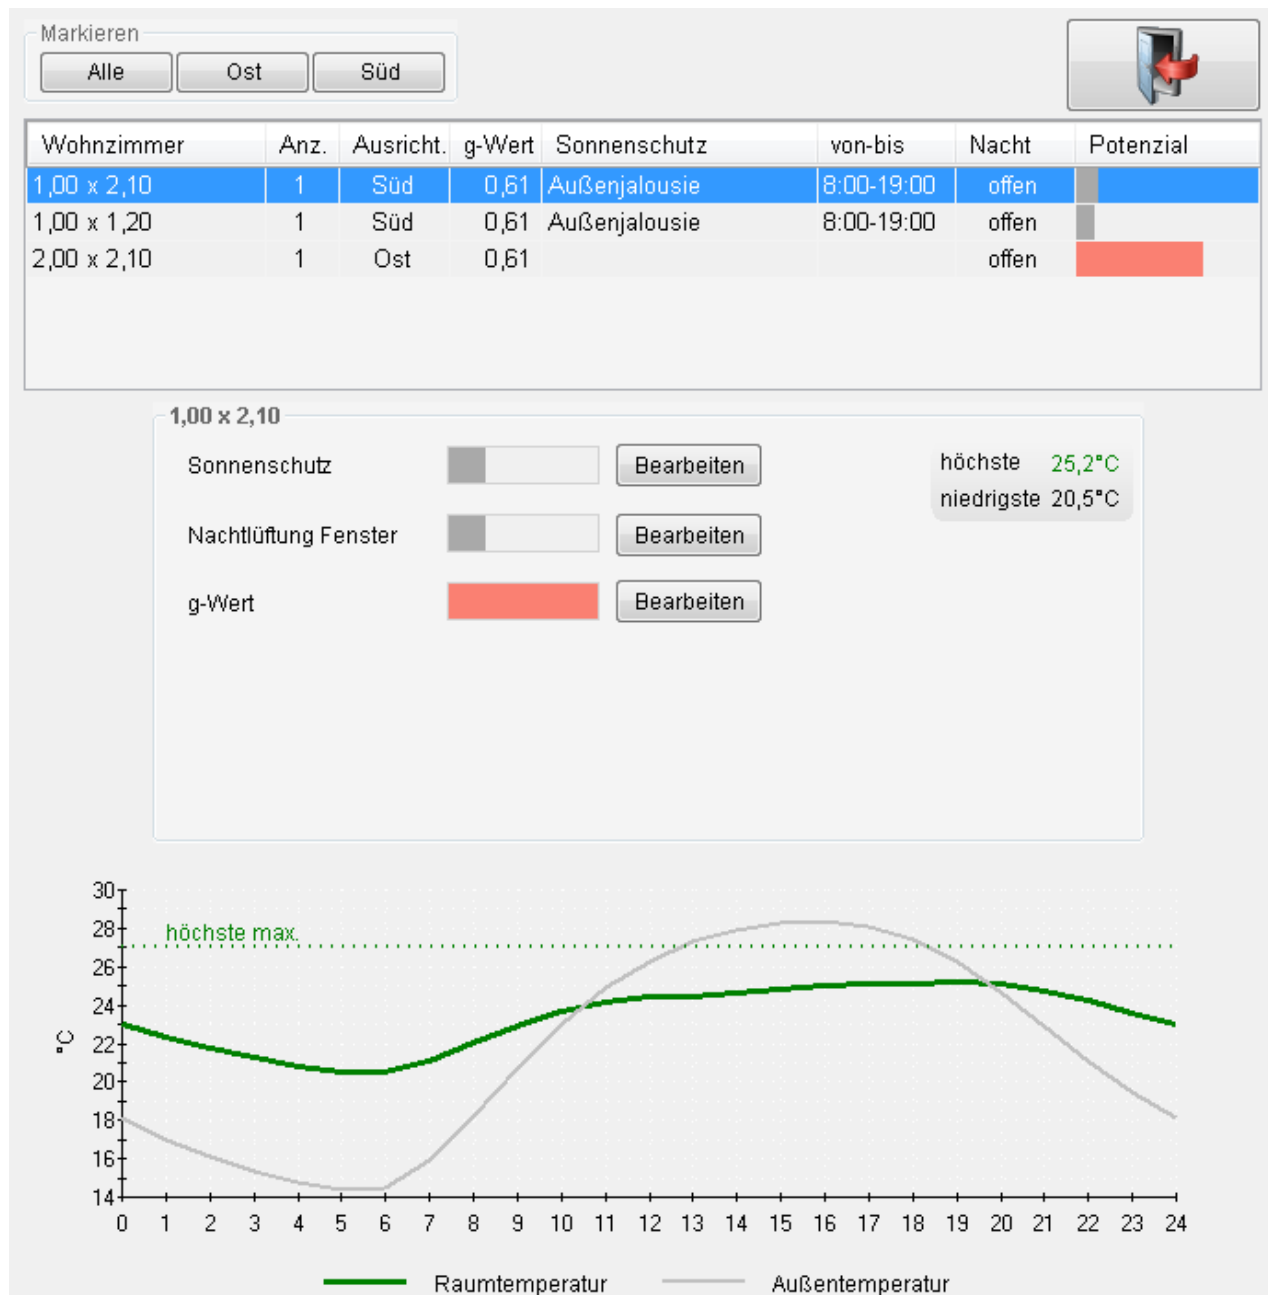 Markieren
Alle Ost Süd
Wohnzimmer Anz. Ausricht. g-Wert Sonnenschutz von-bis Nacht Potenzial
1,00 x 2,10 1 Süd 0,61 Außenjalousie 8:00-19:00 offen
1,00 x 1,20 1 Süd 0,61 Außenjalousie 8:00-19:00 offen
2,00 x 2,10 1 Ost 0,61 offen
1,00 x 2,10
Sonnenschutz Bearbeiten höchste 25,2°C
niedrigste 20,5°C
Nachtlüftung Fenster Bearbeiten
g-Wert Bearbeiten
30
28
höchste max.
26
24
°C
22
20
18
16
14
0 1 2 3 4 5 6 7 8 9 10 11 12 13 14 15 16 17 18 19 20 21 22 23 24
Raumtemperatur Außentemperatur